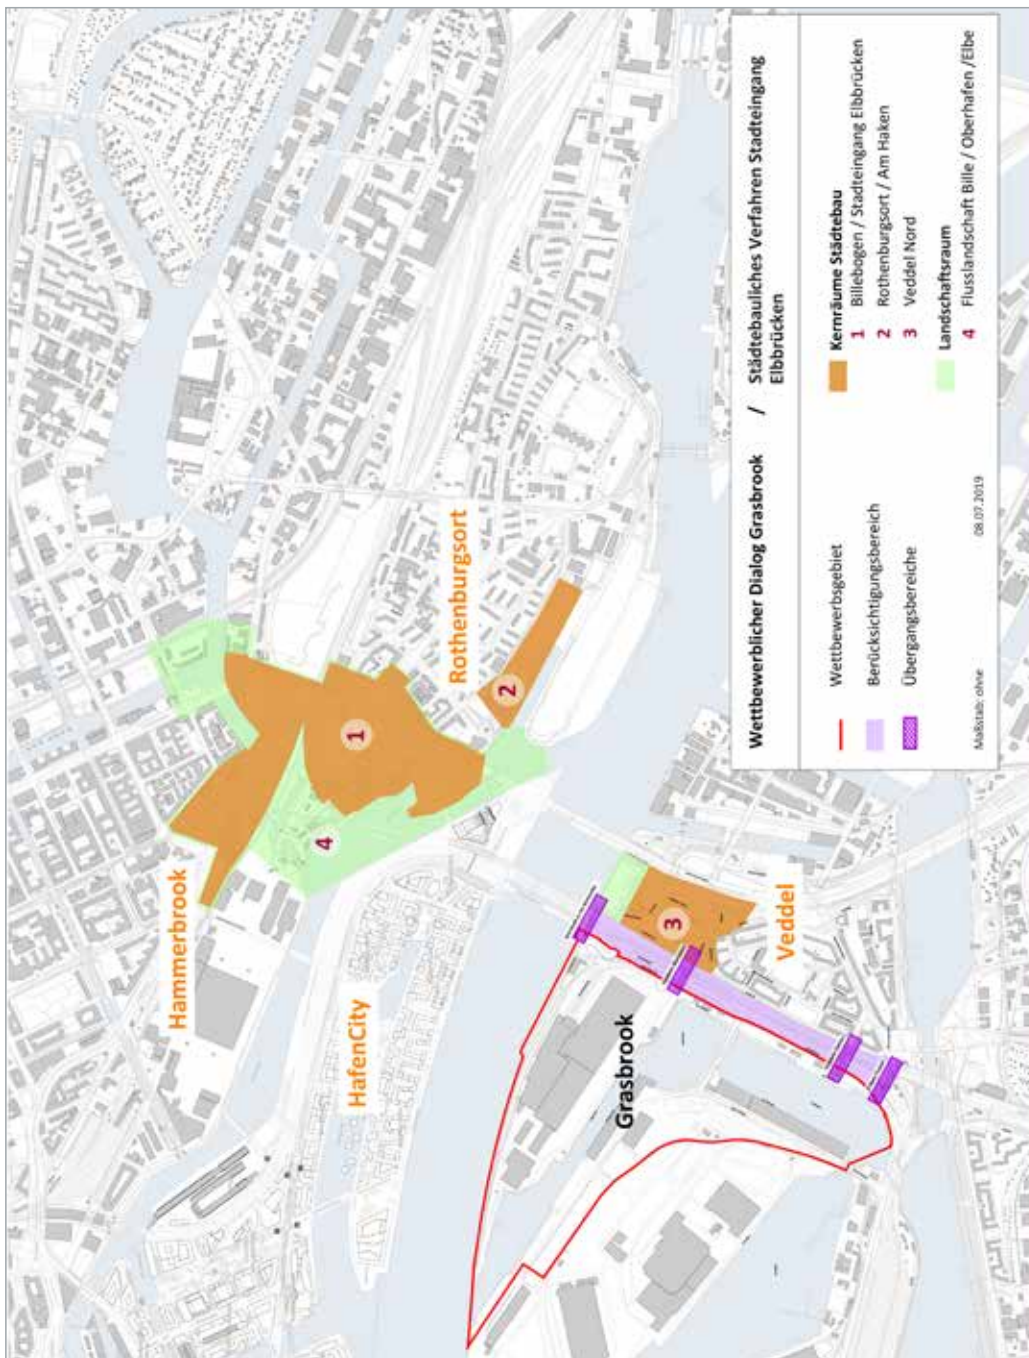 Hammerbrook
HafenCity
Rothenburgsort
Grasbrook
Veddel
1
2
3
4
Wettbewerblicher Dialog Grasbrook / Städtebauliches Verfahren Stadteingang
Elbbrücken
Wettbewerbsgebiet
Berücksichtigungsbereich
Übergangsbereiche
Kernräume Städtebau
1 Billebogen / Stadteingang Elbbrücken
2 Rothenburgsort / Am Haken
3 Veddel Nord
Landschaftsraum
4 Flusslandschaft Bille / Oberhafen /Elbe
Maßstab: ohne
08.07.2019